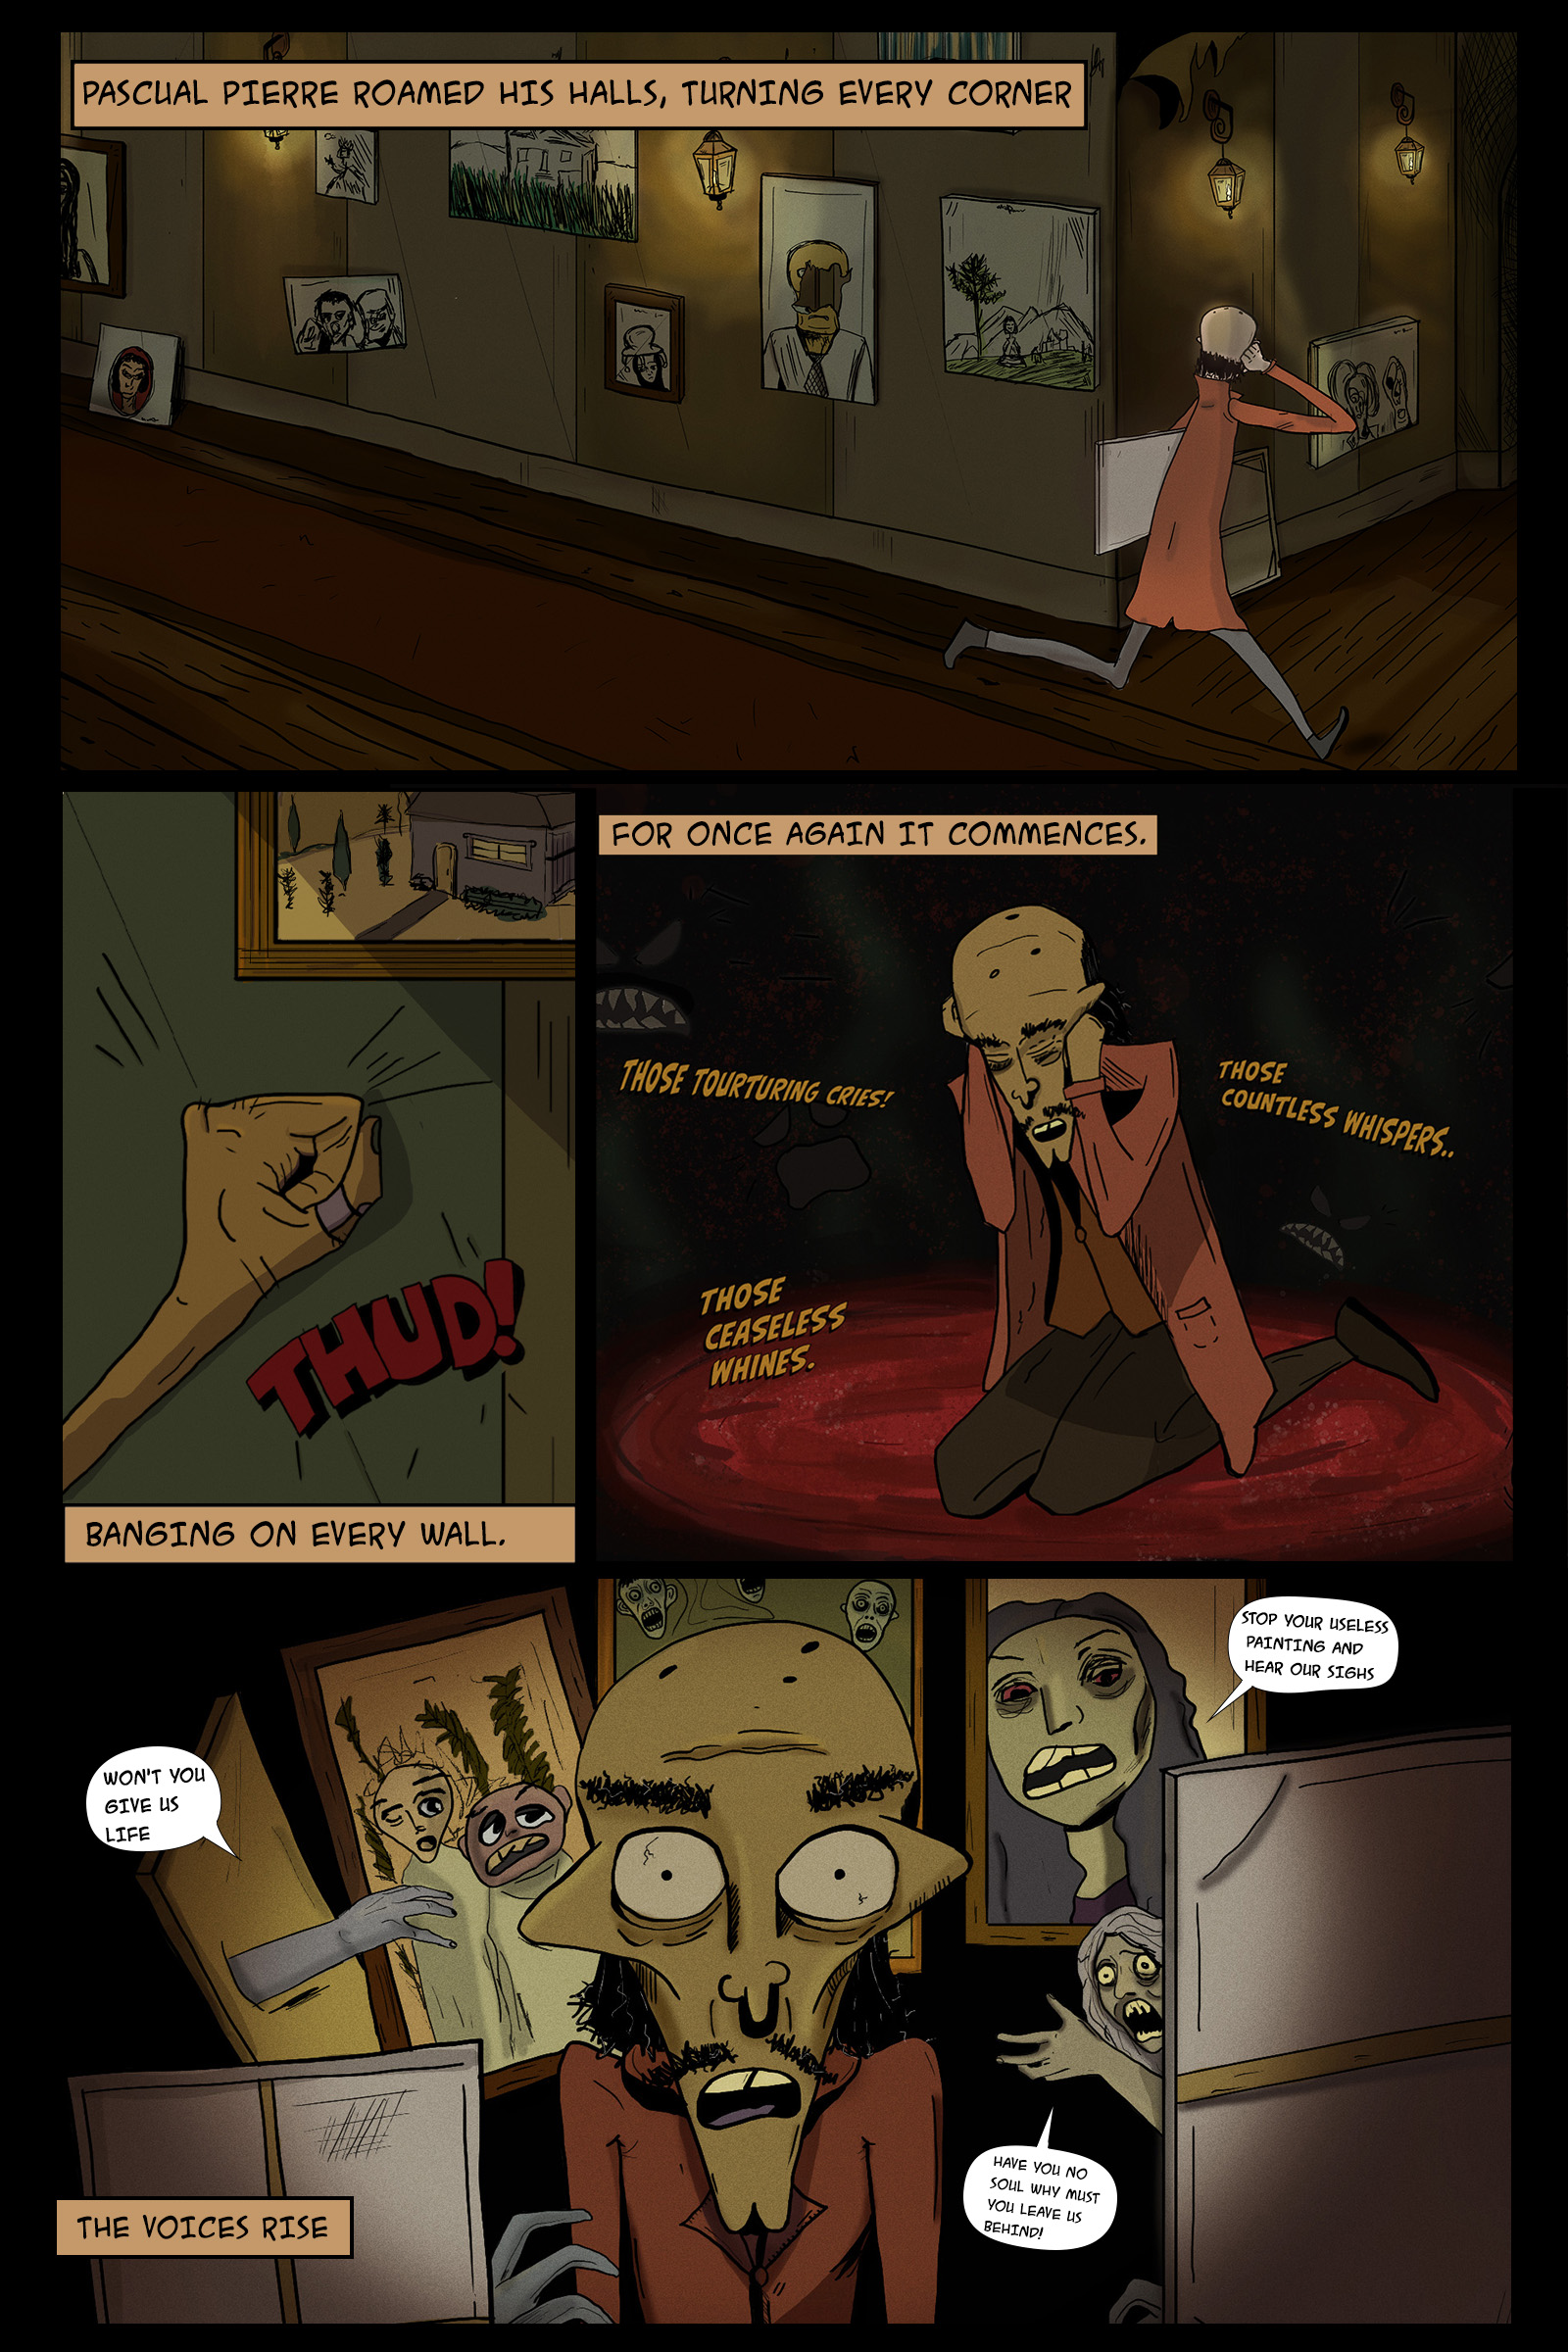 PASCUAL PIERRE ROAMED HIS HALLS, TURNING EVERY CORNER
THUD!
BANGING ON EVERY WALL.
FOR ONCE AGAIN IT COMMENCES.
THOSE TOURTURING CRIES!
THOSE
COUNTLESS WHISPERS..
THOSE
CEASELESS
WHINES.
STOP YOUR USELESS
PAINTING AND
HEAR OUR SIGHS
WON'T YOU
GIVE US
LIFE
HAVE YOU NO
SOUL WHY MUST
YOU LEAVE US
BEHIND!
THE VOICES RISE